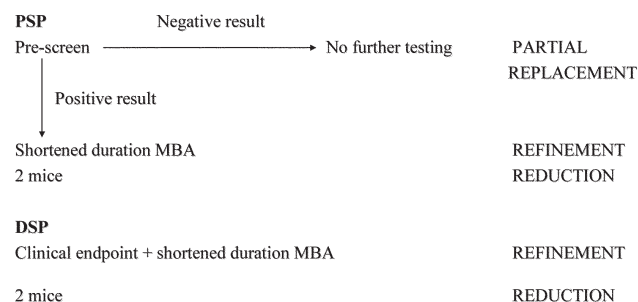 PSP
Negative result
Pre-screen No further testing PARTIAL
REPLACEMENT
Positive result
Shortened duration MBA REFINEMENT
2 mice REDUCTION
DSP
Clinical endpoint + shortened duration MBA REFINEMENT
2 mice REDUCTION